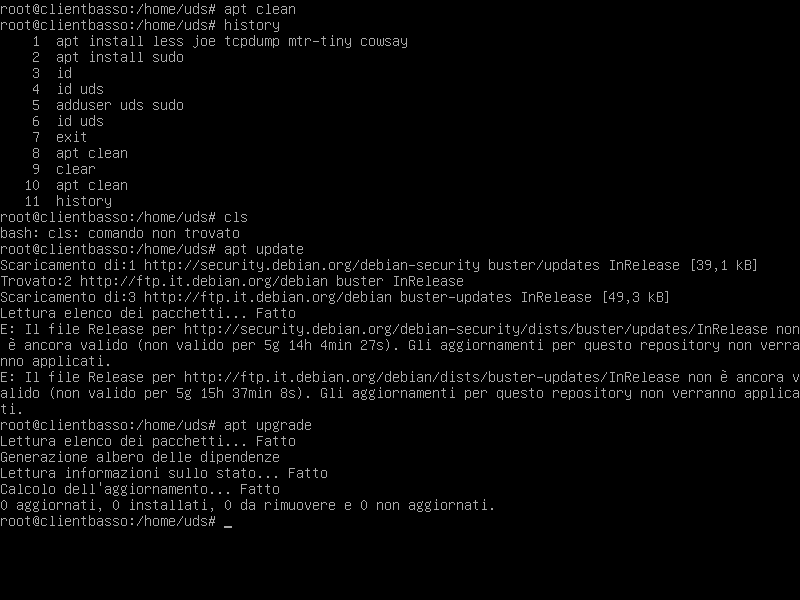 root@clientbasso:/home/uds# apt clean
root@clientbasso:/home/uds# history
    1  apt install less joe tcpdump mtr-tiny cowsay
    2  apt install sudo
    3  id
    4  id uds
    5  adduser uds sudo
    6  id uds
    7  exit
    8  apt clean
    9  clear
   10  apt clean
   11  history
root@clientbasso:/home/uds# cls
bash: cls: comando non trovato
root@clientbasso:/home/uds# apt update
Scaricamento di:1 http://security.debian.org/debian-security buster/updates InRelease [39,1 kB]
Trovato:2 http://ftp.it.debian.org/debian buster InRelease
Scaricamento di:3 http://ftp.it.debian.org/debian buster-updates InRelease [49,3 kB]
Lettura elenco dei pacchetti... Fatto
E: Il file Release per http://security.debian.org/debian-security/dists/buster/updates/InRelease non
 è ancora valido (non valido per 5g 14h 4min 27s). Gli aggiornamenti per questo repository non verra
nno applicati.
E: Il file Release per http://ftp.it.debian.org/debian/dists/buster-updates/InRelease non è ancora v
alido (non valido per 5g 15h 37min 8s). Gli aggiornamenti per questo repository non verranno applica
ti.
root@clientbasso:/home/uds# apt upgrade
Lettura elenco dei pacchetti... Fatto
Generazione albero delle dipendenze
Lettura informazioni sullo stato... Fatto
Calcolo dell'aggiornamento... Fatto
0 aggiornati, 0 installati, 0 da rimuovere e 0 non aggiornati.
root@clientbasso:/home/uds# _